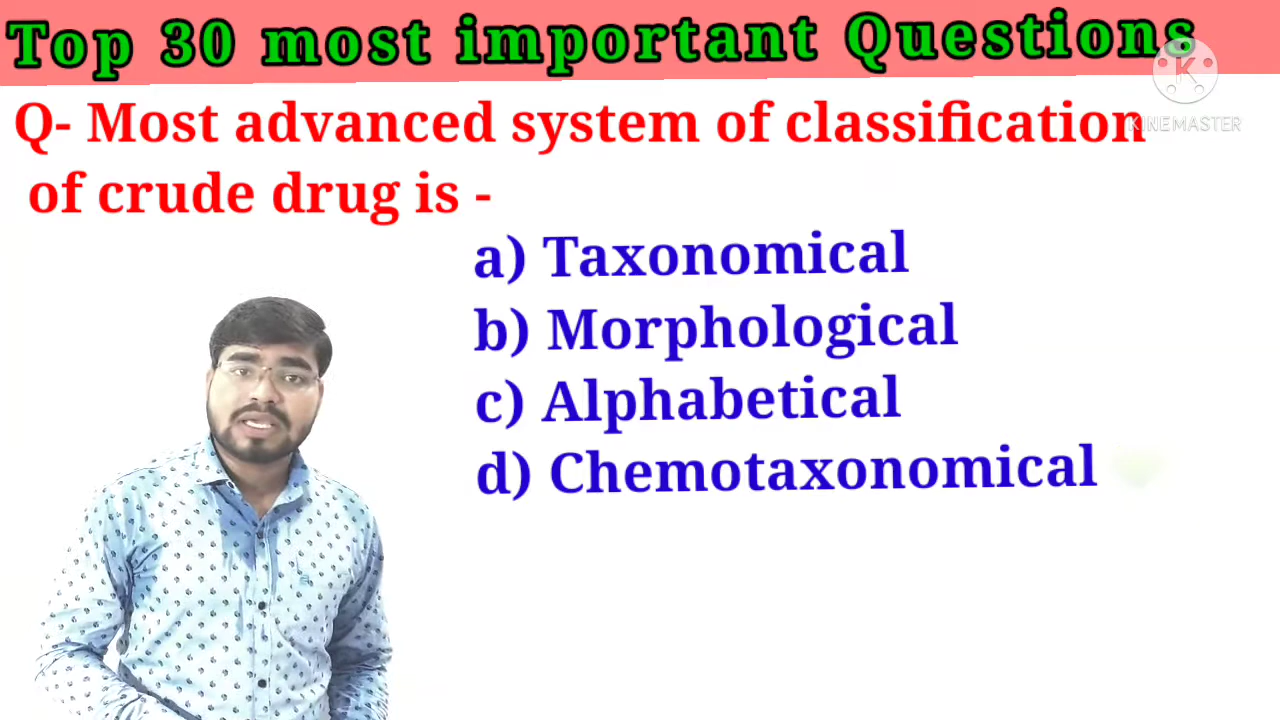 Top 30 most important Questions
K
KINEMASTER
Q- Most advanced system of classification
of crude drug is -
a) Taxonomical
b) Morphological
c) Alphabetical
d) Chemotaxonomical